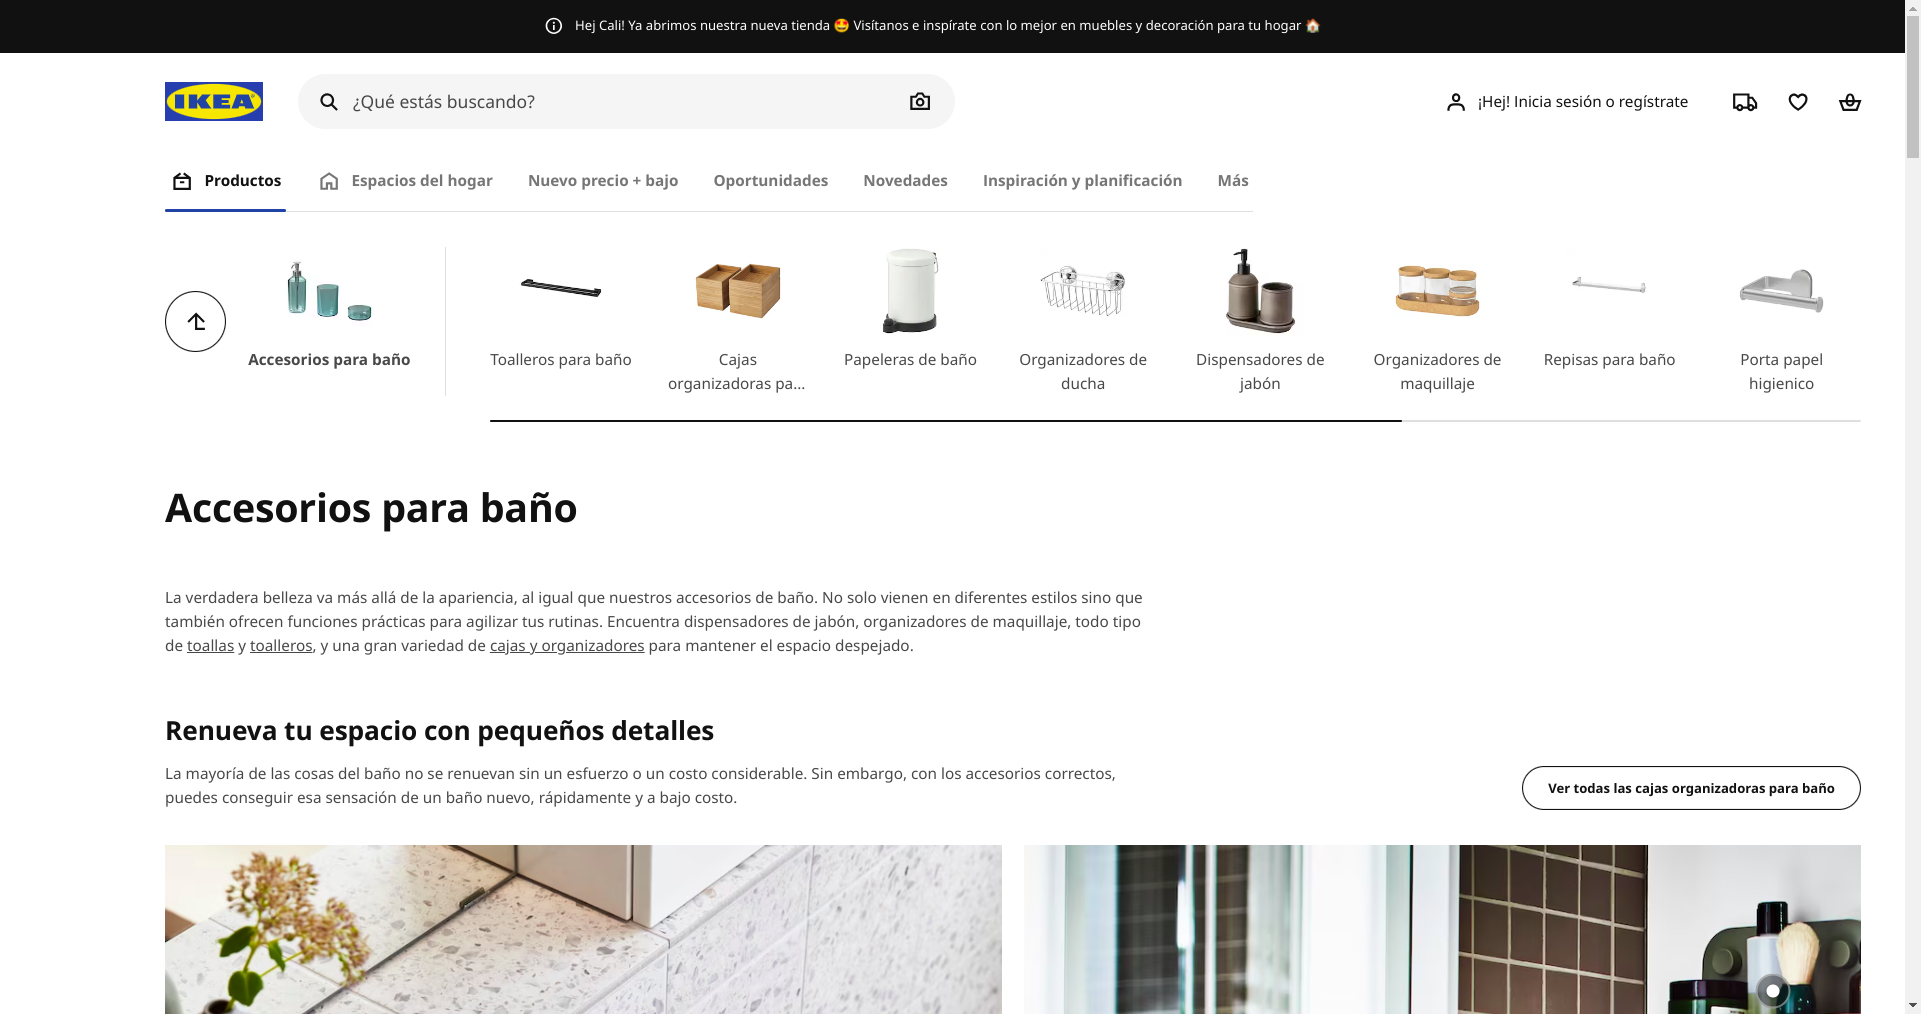 Hej Cali! Ya abrimos nuestra nueva tienda 🤩 Visítanos e inspírate con lo mejor en muebles y decoración para tu hogar 🏠
IKEA
¿Qué estás buscando?
¡Hej! Inicia sesión o regístrate
Productos
Espacios del hogar
Nuevo precio + bajo
Oportunidades
Novedades
Inspiración y planificación
Más
Accesorios para baño
Toalleros para baño
Cajas
organizadoras pa...
Papeleras de baño
Organizadores de
ducha
Dispensadores de
jabón
Organizadores de
maquillaje
Repisas para baño
Porta papel
higienico
Accesorios para baño
La verdadera belleza va más allá de la apariencia, al igual que nuestros accesorios de baño. No solo vienen en diferentes estilos sino que
también ofrecen funciones prácticas para agilizar tus rutinas. Encuentra dispensadores de jabón, organizadores de maquillaje, todo tipo
de toallas y toalleros, y una gran variedad de cajas y organizadores para mantener el espacio despejado.
Renueva tu espacio con pequeños detalles
La mayoría de las cosas del baño no se renuevan sin un esfuerzo o un costo considerable. Sin embargo, con los accesorios correctos,
puedes conseguir esa sensación de un baño nuevo, rápidamente y a bajo costo.
Ver todas las cajas organizadoras para baño